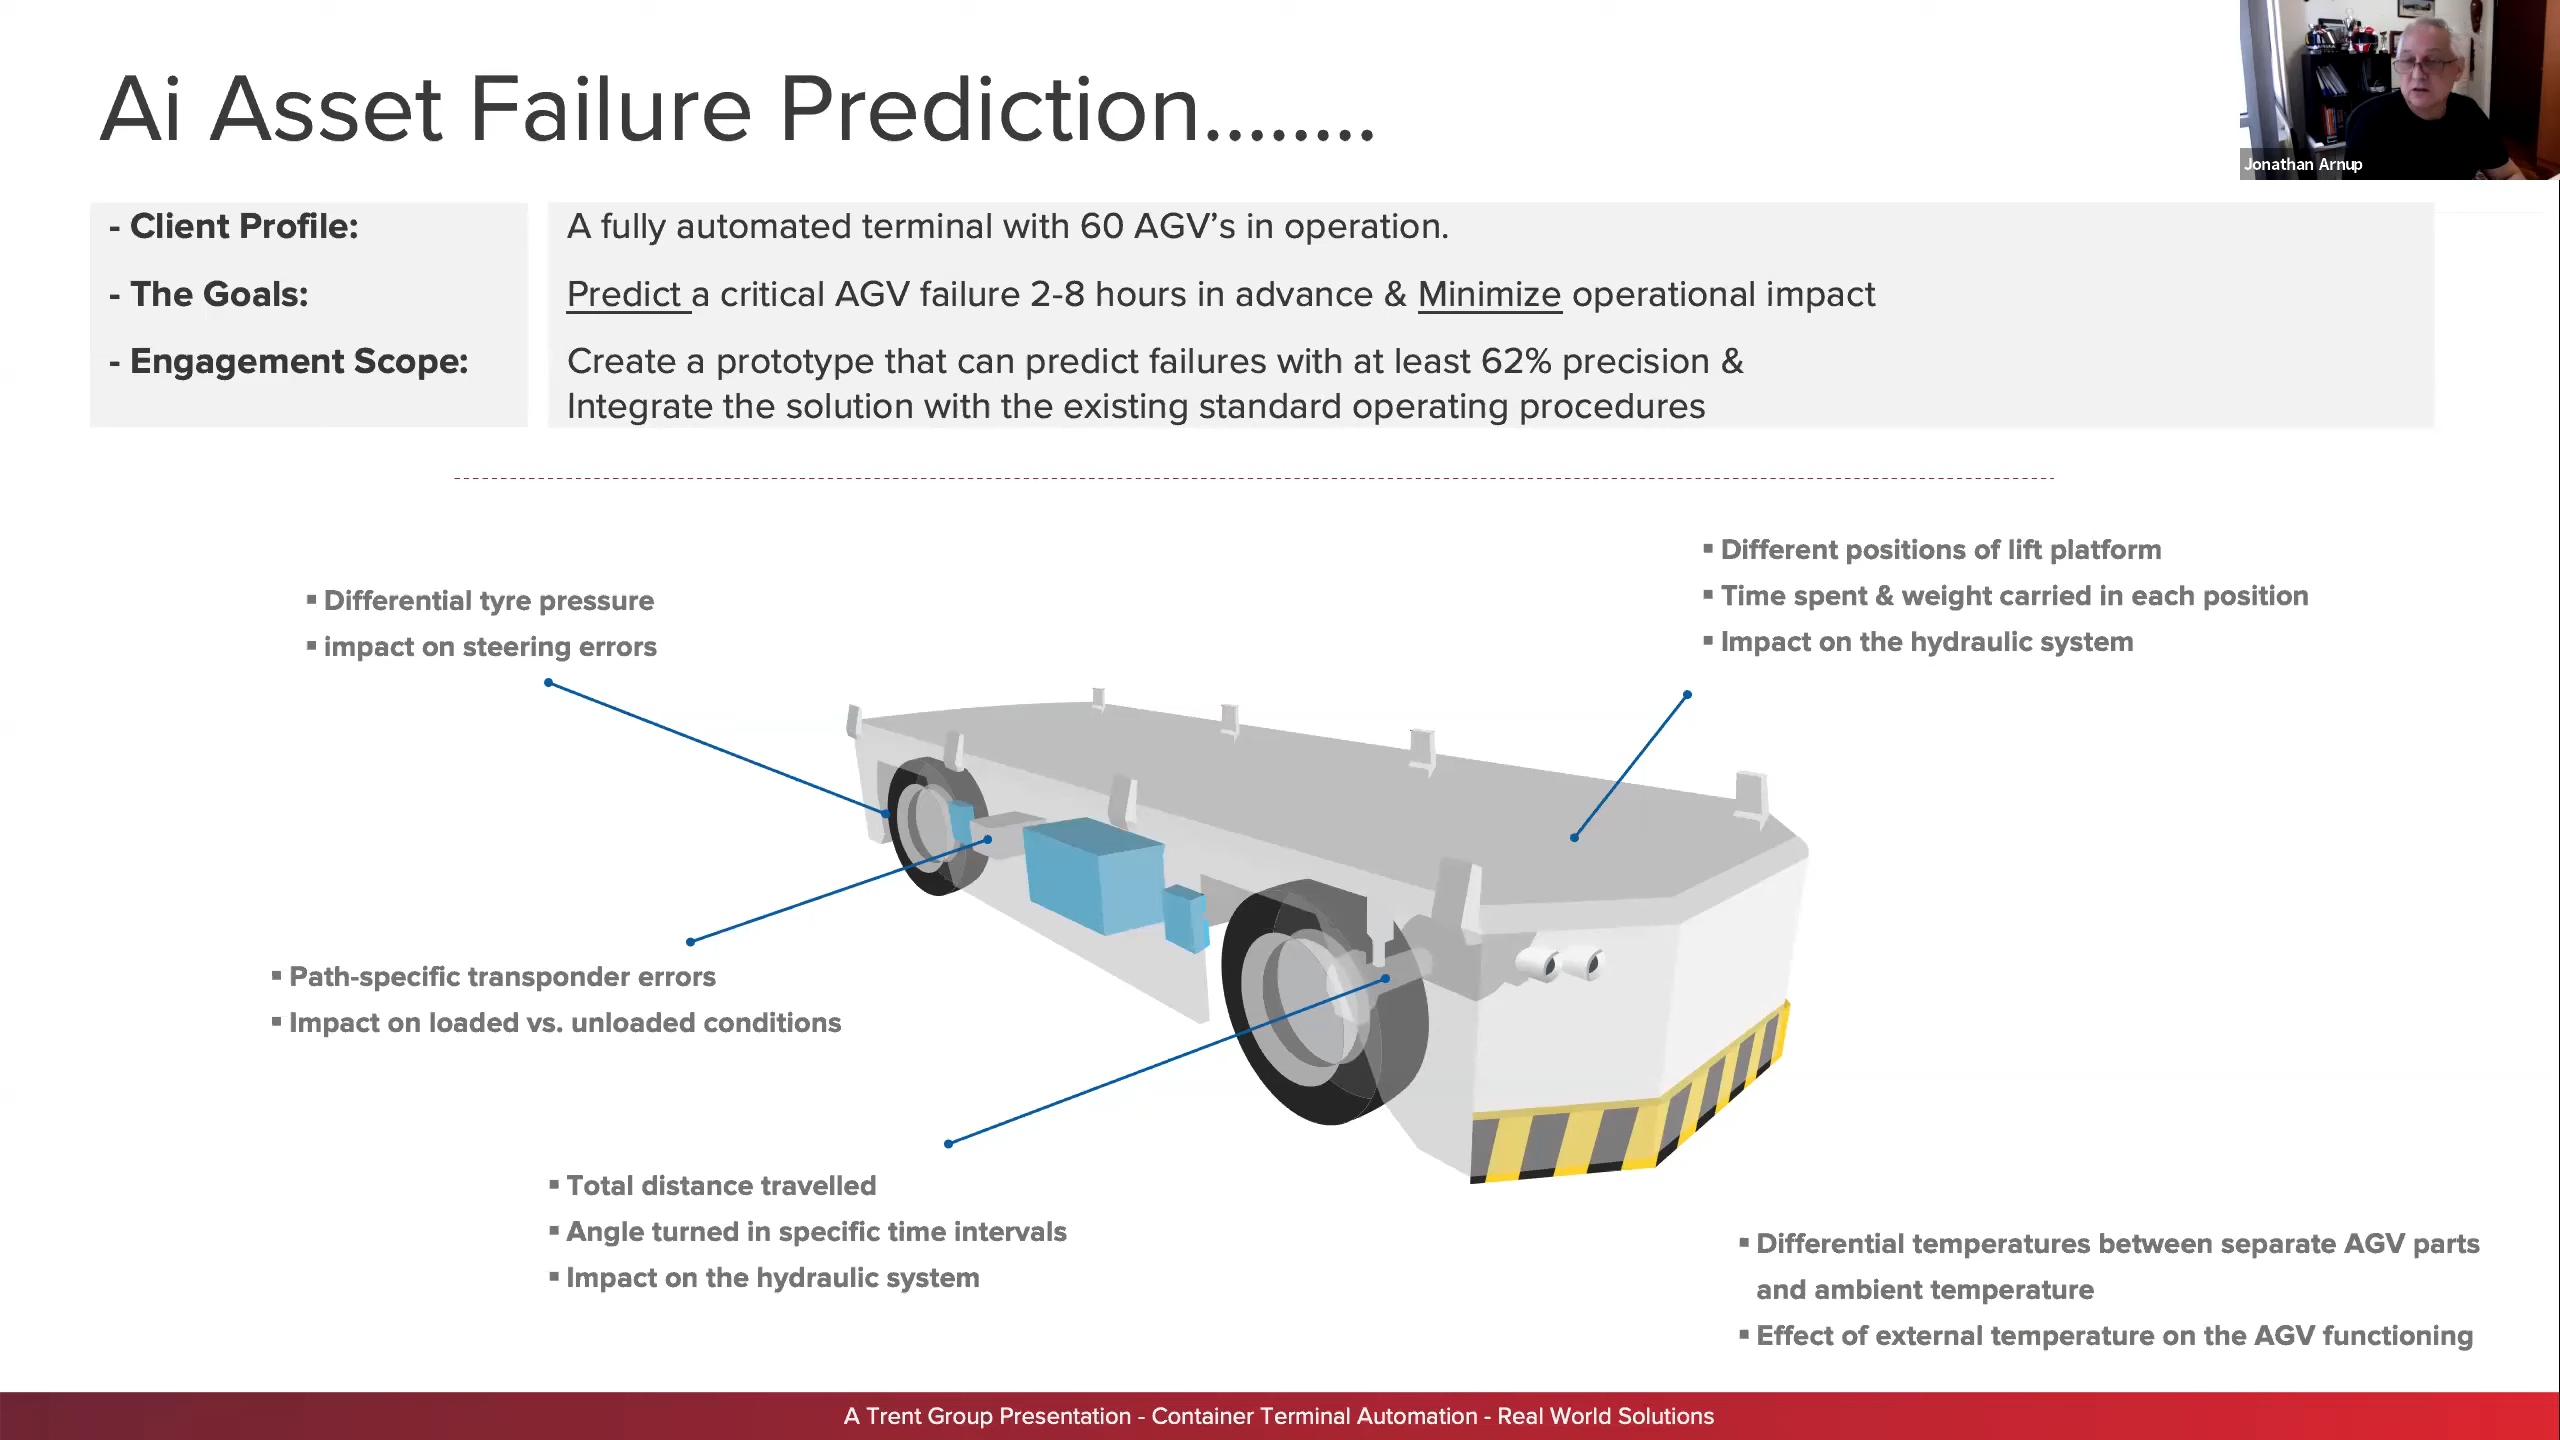 Ai Asset Failure Prediction........
Jonathan Arnup
- Client Profile:
A fully automated terminal with 60 AGV’s in operation.
- The Goals:
Predict a critical AGV failure 2-8 hours in advance & Minimize operational impact
- Engagement Scope:
Create a prototype that can predict failures with at least 62% precision &
Integrate the solution with the existing standard operating procedures
▪ Differential tyre pressure
▪ impact on steering errors
▪ Different positions of lift platform
▪ Time spent & weight carried in each position
▪ Impact on the hydraulic system
▪ Path-specific transponder errors
▪ Impact on loaded vs. unloaded conditions
▪ Total distance travelled
▪ Angle turned in specific time intervals
▪ Impact on the hydraulic system
▪ Differential temperatures between separate AGV parts
and ambient temperature
▪ Effect of external temperature on the AGV functioning
A Trent Group Presentation - Container Terminal Automation - Real World Solutions